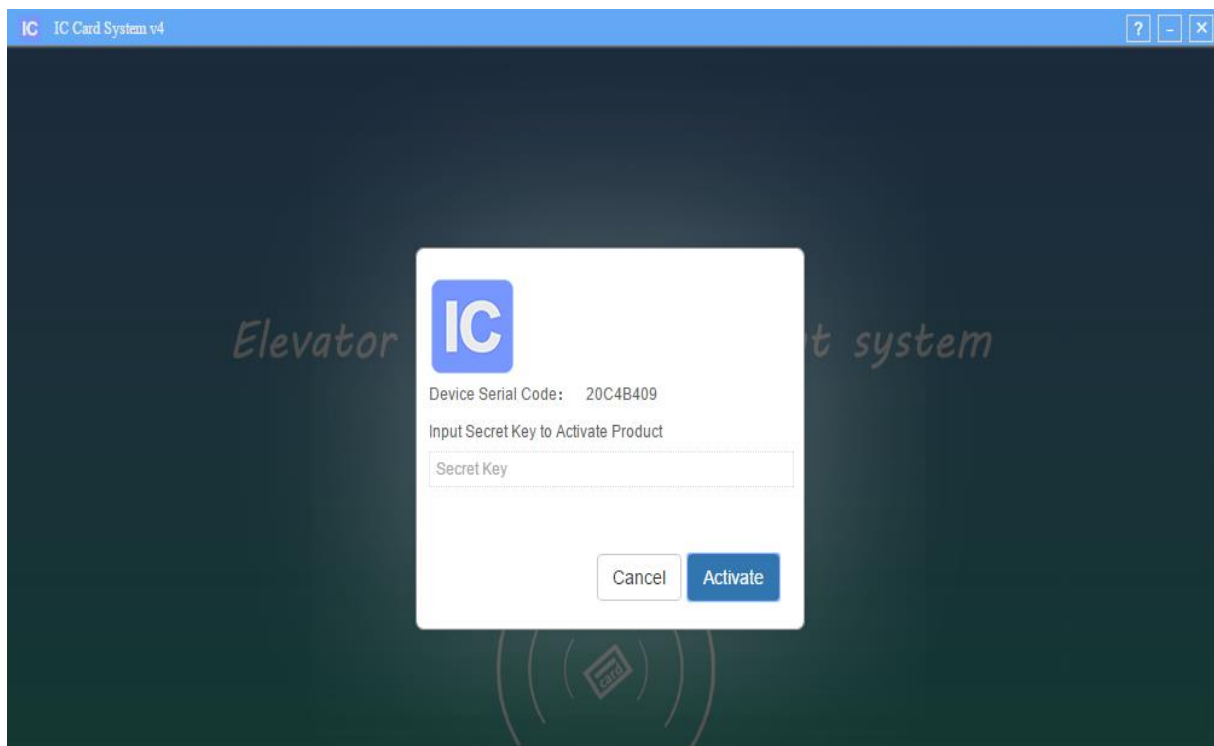 IC IC Card System v4 ? - ×
IC
Elevator t system
Device Serial Code: 20C4B409
Input Secret Key to Activate Product
Secret Key
Cancel Activate
card